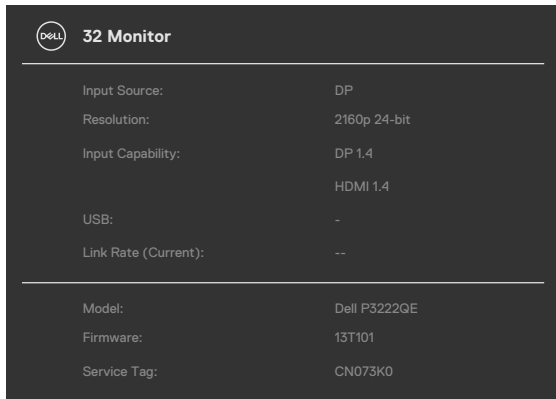 DELL 32 Monitor
Input Source: DP
Resolution: 2160p 24-bit
Input Capability: DP 1.4
HDMI 1.4
USB: -
Link Rate (Current): --
Model: Dell P3222QE
Firmware: 13T101
Service Tag: CN073K0